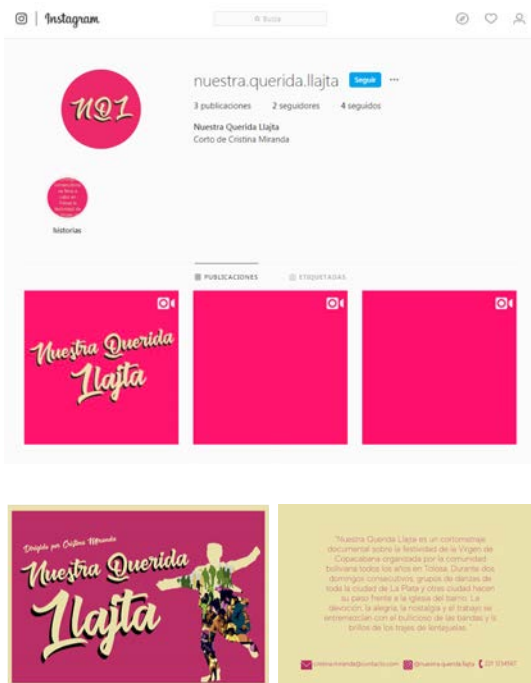 Instagram
Busca
nuestra.querida.llajta Seguir
3 publicaciones 2 seguidores 4 seguidos
Nuestra Querida Llajta
Corto de Cristina Miranda
NQL
historias
PUBLICACIONES ETIQUETADAS
Nuestra Querida
Llajta
Dirigido por Cristina Miranda
Nuestra Querida
Llajta
"Nuestra Querida Llajta es un cortometraje
documental sobre la festividad de la Virgen de
Copacabana organizada por la comunidad
boliviana todos los años en Tolosa. Durante dos
domingos consecutivos, grupos de danzas de
toda la ciudad de La Plata y otras ciudad hacen
su paso frente a la iglesia del barrio. La
devoción, la alegría, la nostalgia y el trabajo se
entremezclan con el bullicioso de las bandas y la
brillos de los trajes de lentejuelas."
@nuestra.querida.llajta